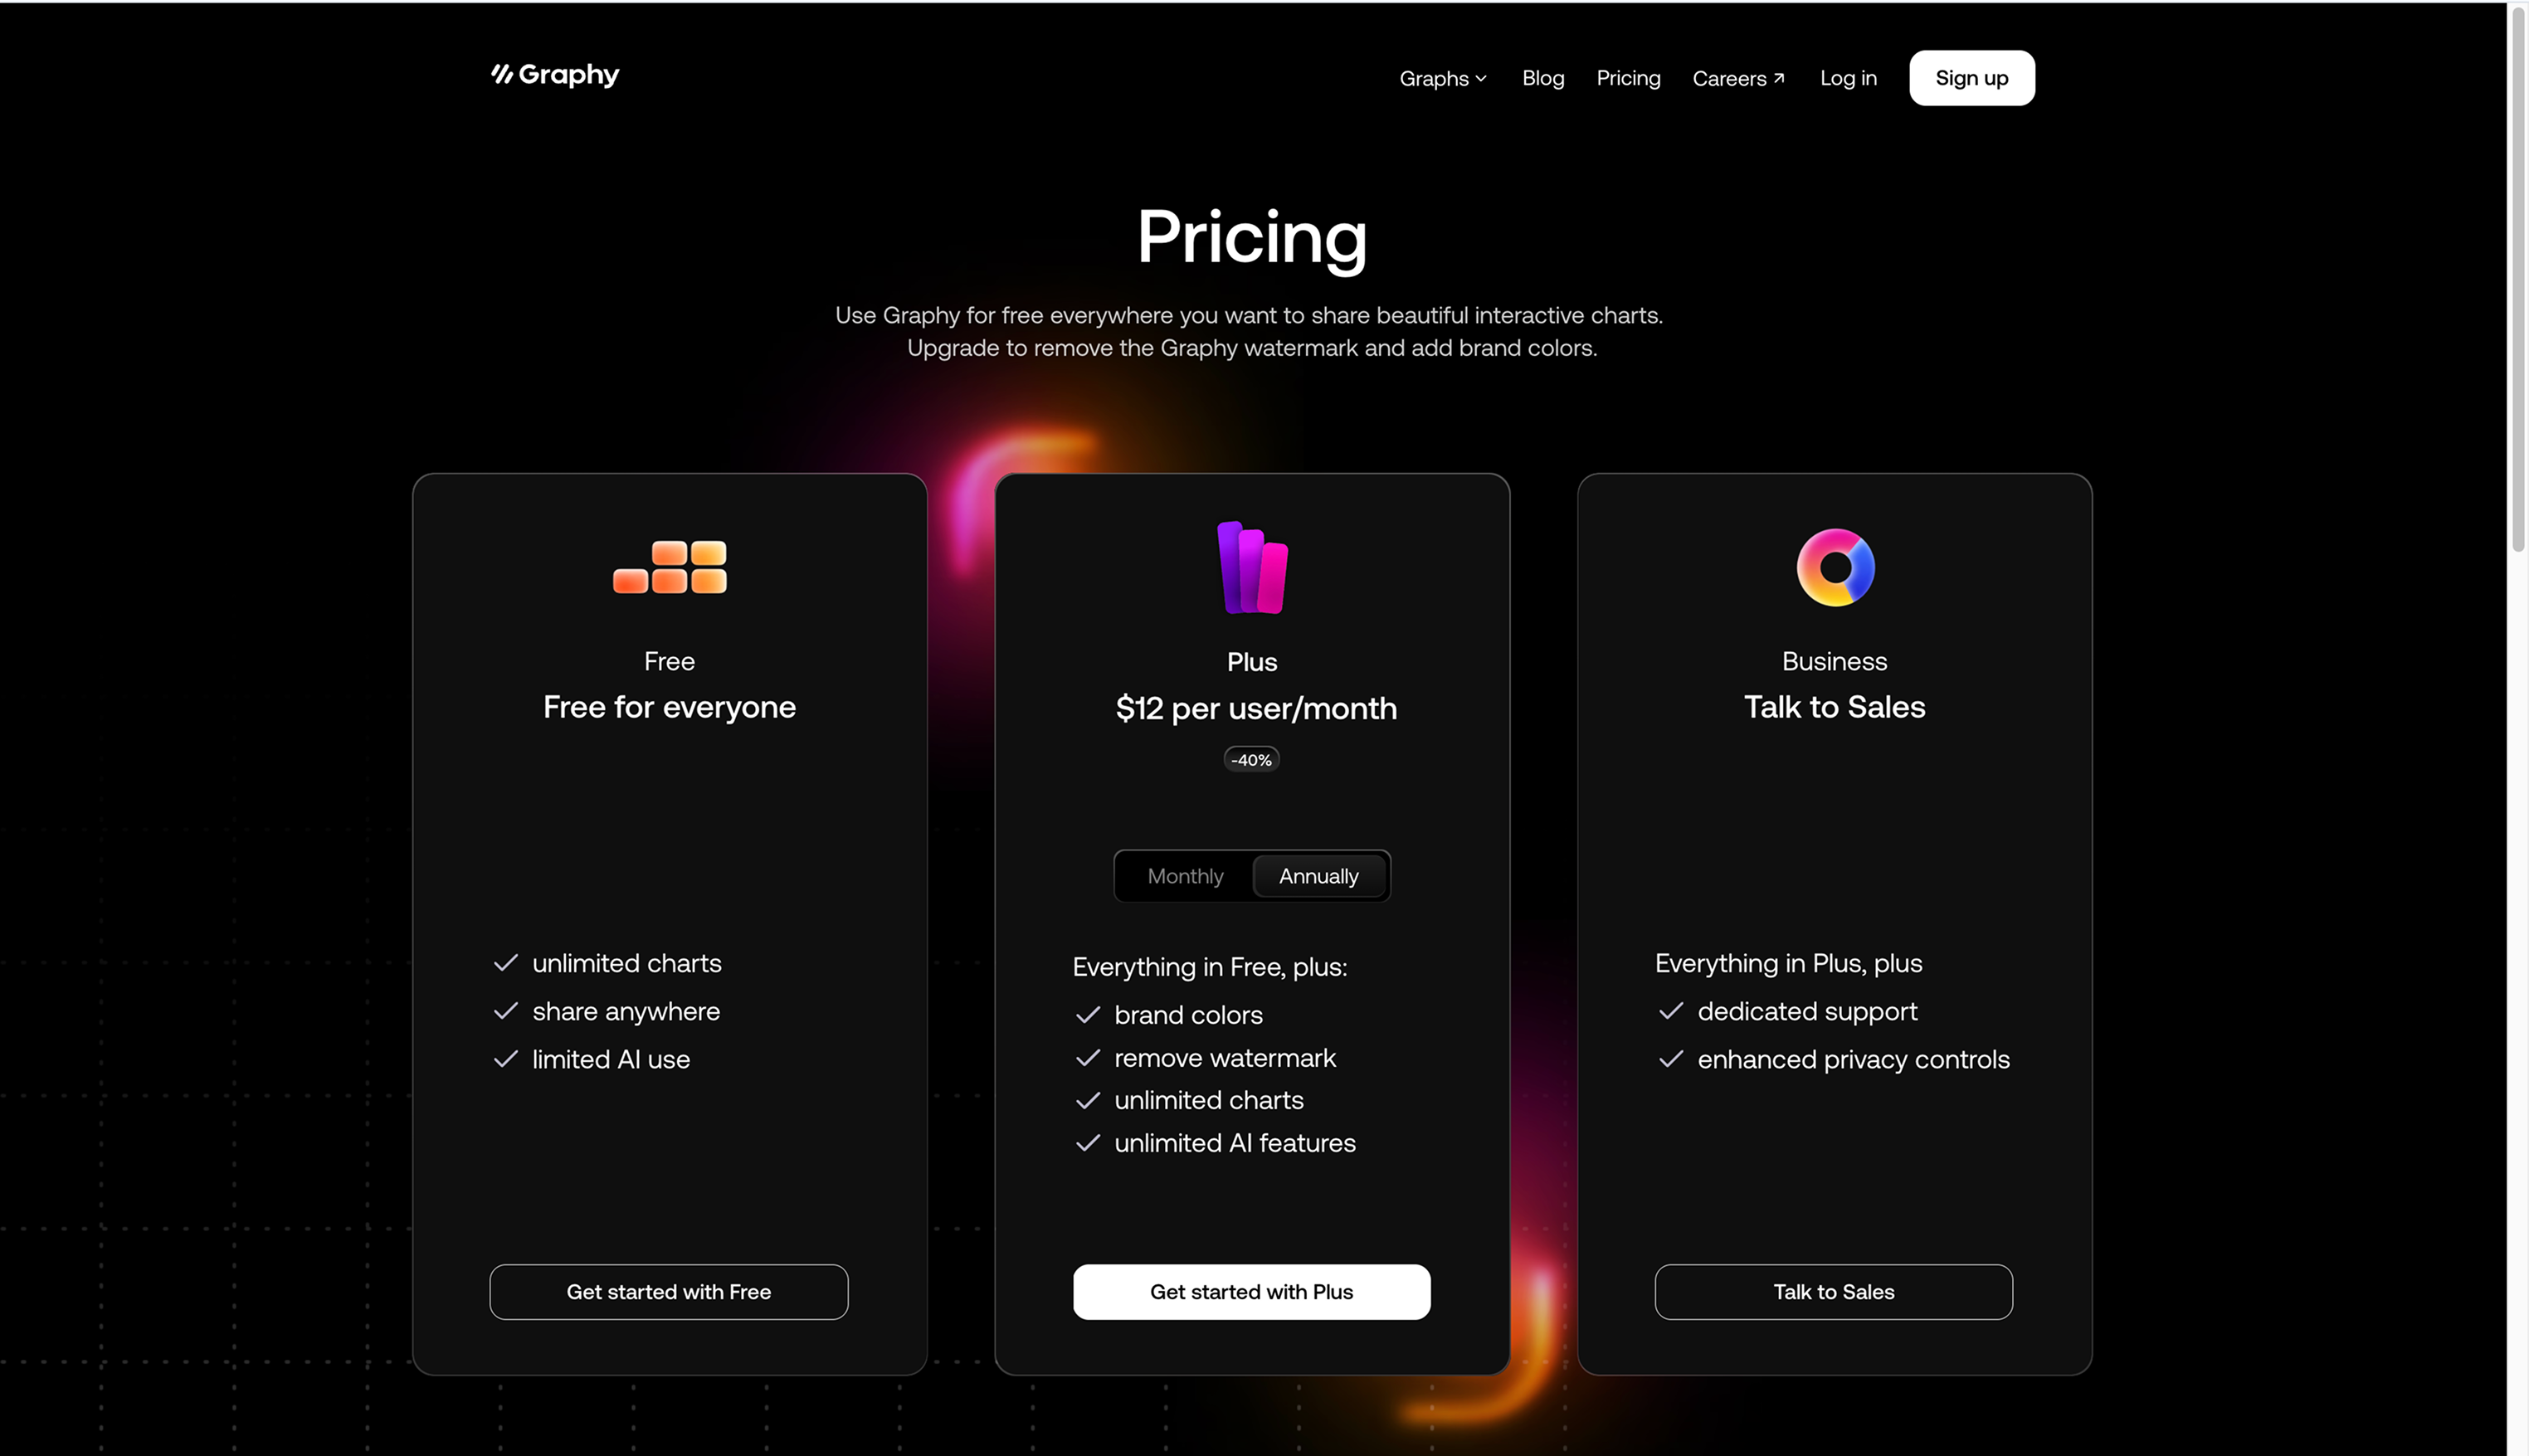 Graphy
Graphs
Blog
Pricing
Careers
Log in
Sign up
Pricing
Use Graphy for free everywhere you want to share beautiful interactive charts.
Upgrade to remove the Graphy watermark and add brand colors.
Free
Free for everyone
unlimited charts
share anywhere
limited AI use
Get started with Free
Plus
$12 per user/month
-40%
Monthly
Annually
Everything in Free, plus:
brand colors
remove watermark
unlimited charts
unlimited AI features
Get started with Plus
Business
Talk to Sales
Everything in Plus, plus
dedicated support
enhanced privacy controls
Talk to Sales